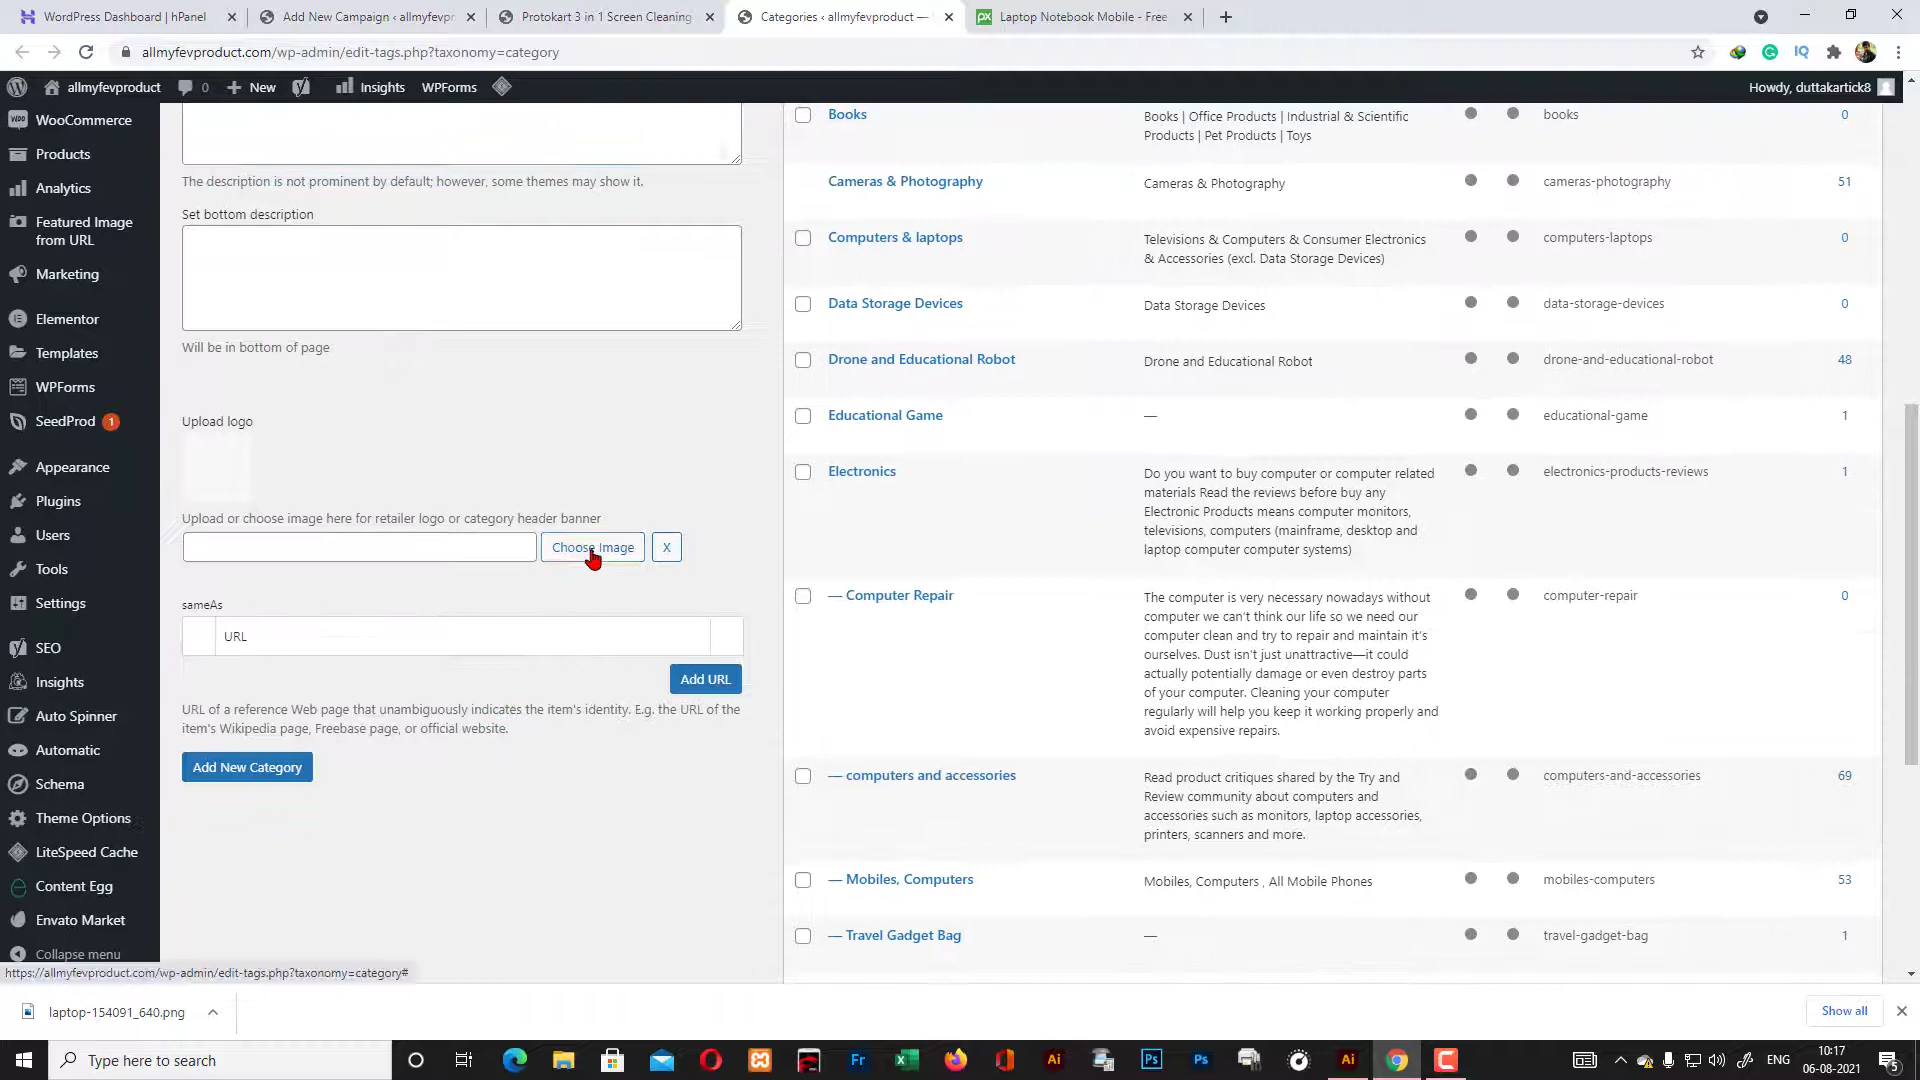 WordPress Dashboard | hPanel
Add New Campaign ‹ allmyfevpr
Protokart 3 in 1 Screen Cleaning
Categories ‹ allmyfevproduct —
px Laptop Notebook Mobile - Free
allmyfevproduct.com/wp-admin/edit-tags.php?taxonomy=category
allmyfevproduct
0
New
Insights
WPForms
Howdy, duttakartick8
WooCommerce
Products
Analytics
Featured Image
from URL
Marketing
Elementor
Templates
WPForms
SeedProd 1
Appearance
Plugins
Users
Tools
Settings
SEO
Insights
Auto Spinner
Automatic
Schema
Theme Options
LiteSpeed Cache
Content Egg
Envato Market
Collapse menu
The description is not prominent by default; however, some themes may show it.
Set bottom description
Will be in bottom of page
Upload logo
Upload or choose image here for retailer logo or category header banner
Choose Image
X
sameAs
URL
Add URL
URL of a reference Web page that unambiguously indicates the item's identity. E.g. the URL of the
item's Wikipedia page, Freebase page, or official website.
Add New Category
Books
Books | Office Products | Industrial & Scientific
Products | Pet Products | Toys
books
0
Cameras & Photography
Cameras & Photography
cameras-photography
51
Computers & laptops
Televisions & Computers & Consumer Electronics
& Accessories (excl. Data Storage Devices)
computers-laptops
0
Data Storage Devices
Data Storage Devices
data-storage-devices
0
Drone and Educational Robot
Drone and Educational Robot
drone-and-educational-robot
48
Educational Game
—
educational-game
1
Electronics
Do you want to buy computer or computer related
materials Read the reviews before buy any
Electronic Products means computer monitors,
televisions, computers (mainframe, desktop and
laptop computer computer systems)
electronics-products-reviews
1
— Computer Repair
The computer is very necessary nowadays without
computer we can't think our life so we need our
computer clean and try to repair and maintain it's
ourselves. Dust isn't just unattractive—it could
actually potentially damage or even destroy parts
of your computer. Cleaning your computer
regularly will help you keep it working properly and
avoid expensive repairs.
computer-repair
0
— computers and accessories
Read product critiques shared by the Try and
Review community about computers and
accessories such as monitors, laptop accessories,
printers, scanners and more.
computers-and-accessories
69
— Mobiles, Computers
Mobiles, Computers , All Mobile Phones
mobiles-computers
53
— Travel Gadget Bag
—
travel-gadget-bag
1
https://allmyfevproduct.com/wp-admin/edit-tags.php?taxonomy=category#
laptop-154091_640.png
Show all
Type here to search
ENG
10:17
06-08-2021
5